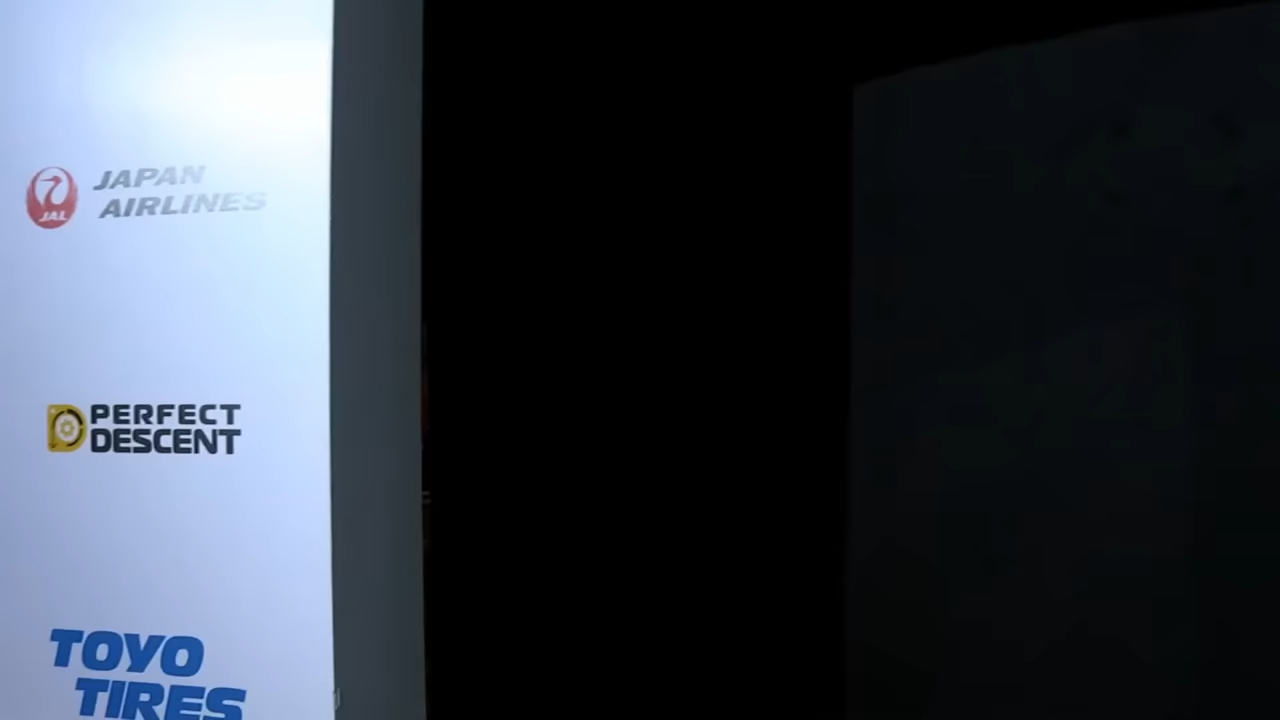 JAPAN
AIRLINES
JAL
PERFECT
DESCENT
TOYO
TIRES